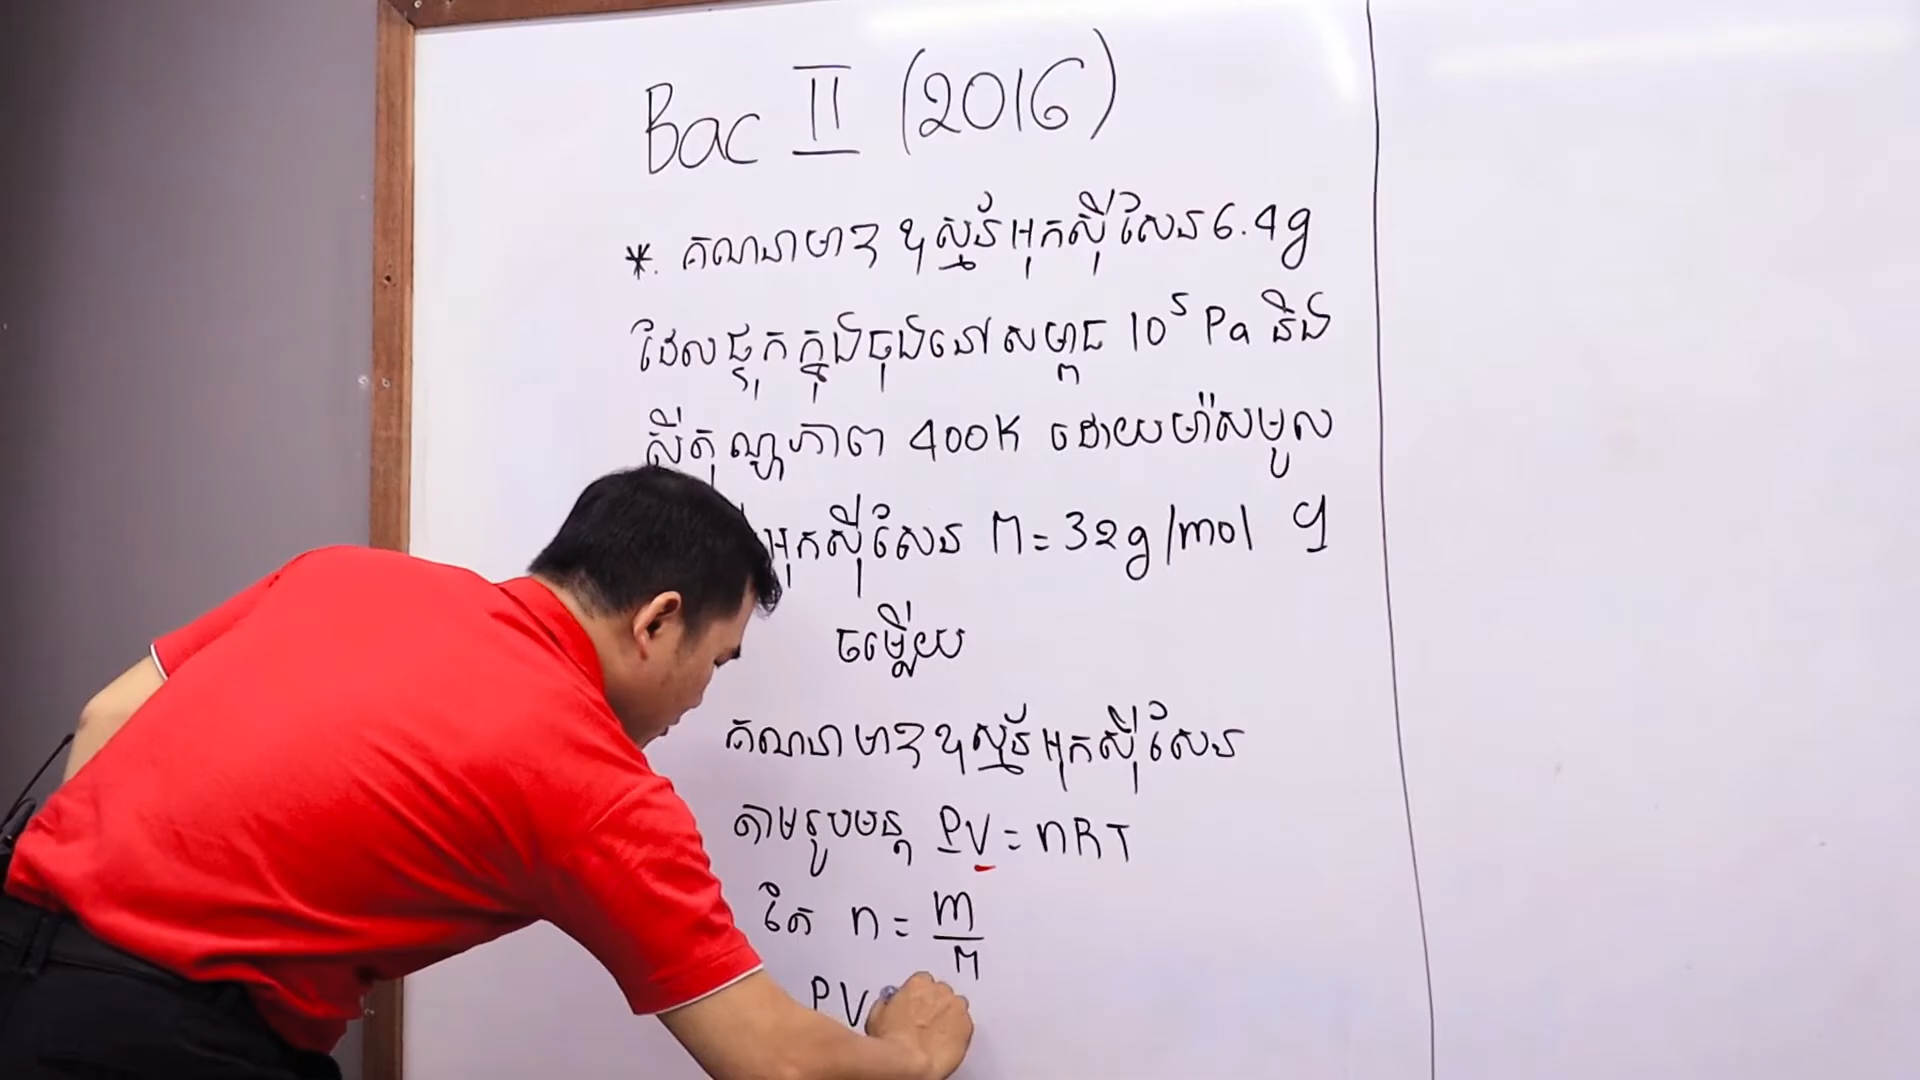 Bac II (2016)
*. គណនាមាឌ ឧស្ម័នអុកស៊ីសែន 6.4g
ដែលផ្ទុកក្នុងធុងនៅសម្ពាធ 10⁵ Pa និង
សីតុណ្ហភាព 400K ដោយម៉ាសមូល
អុកស៊ីសែន M = 32g/mol ។
ចម្លើយ
គណនាមាឌឧស្ម័នអុកស៊ីសែន
តាមរូបមន្ត PV = nRT
តែ n = m/M
PV